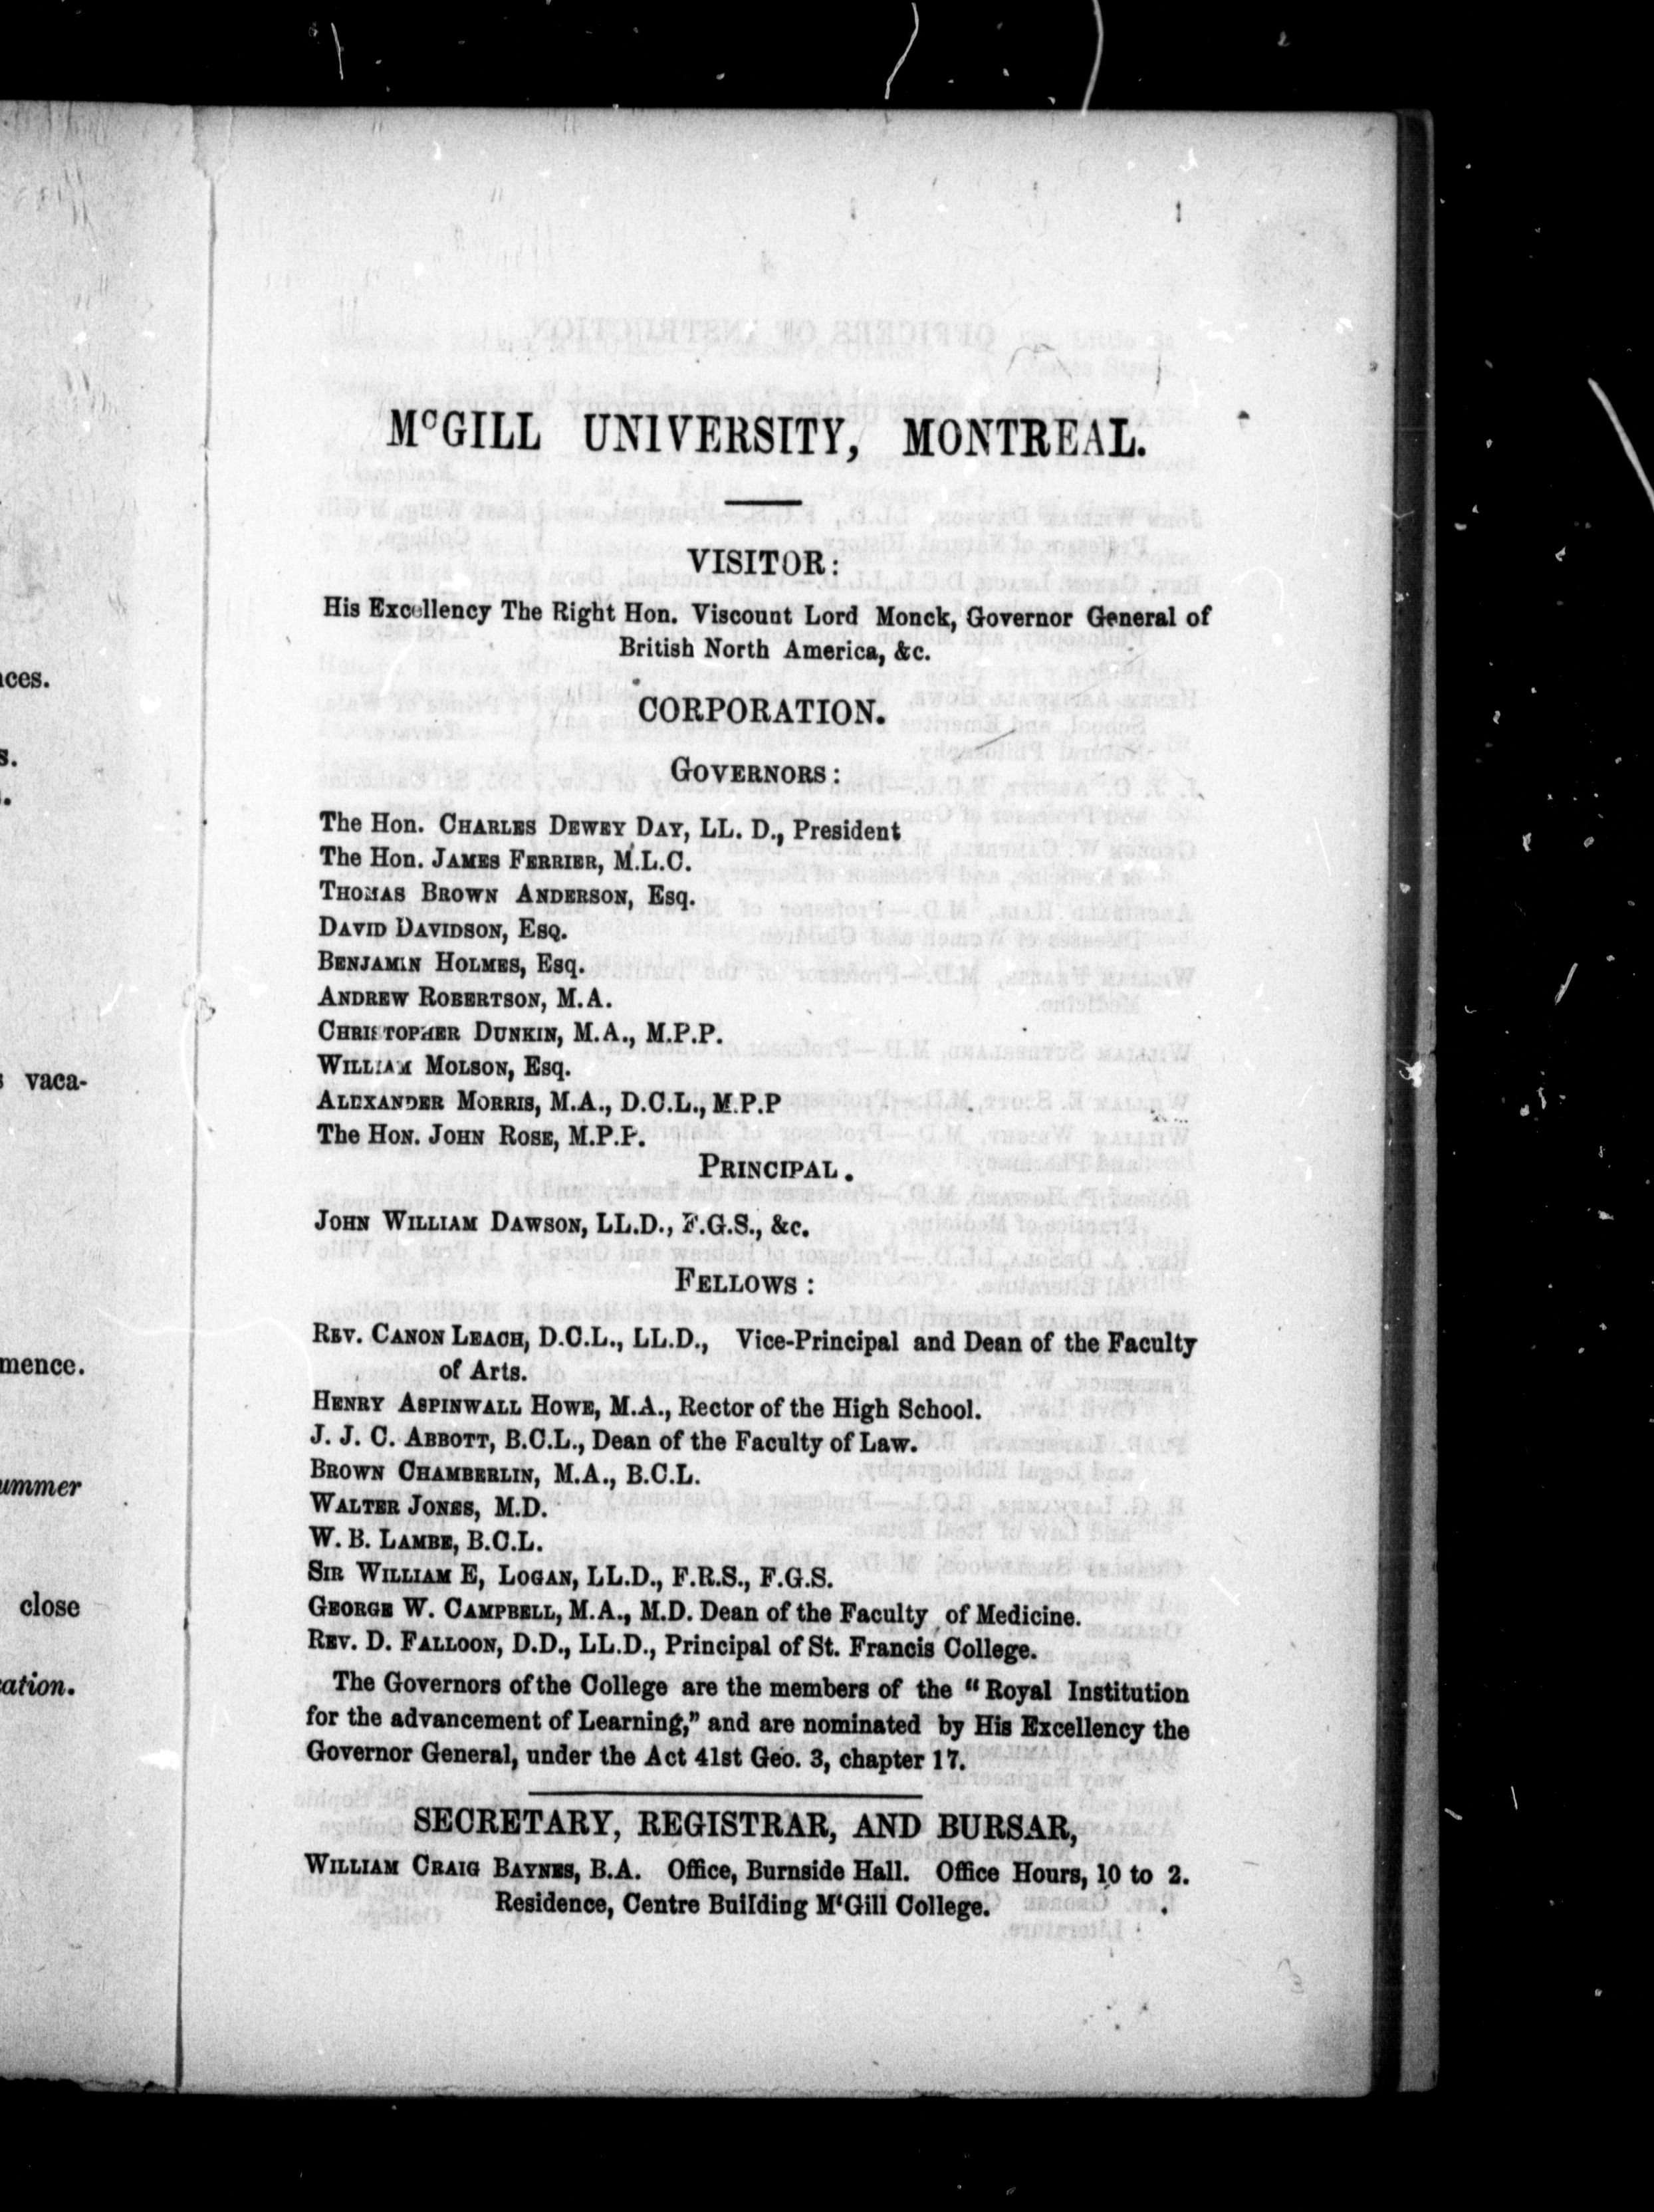 ces.
s.
vaca-
mence.
ummer
close
ation.
McGILL UNIVERSITY, MONTREAL.
VISITOR:
His Excellency The Right Hon. Viscount Lord Monck, Governor General of
British North America, &c.
CORPORATION.
GOVERNORS:
The Hon. CHARLES DEWEY DAY, LL. D., President
The Hon. JAMES FERRIER, M.L.C.
THOMAS BROWN ANDERSON, Esq.
DAVID DAVIDSON, ESQ.
BENJAMIN HOLMES, Esq.
ANDREW ROBERTSON, M.A.
CHRISTOPHER DUNKIN, M.A., M.P.P.
WILLIAM MOLSON, Esq.
ALEXANDER MORRIS, M.A., D.C.L., M.P.P
The HON. JOHN ROSE, M.P.P.
PRINCIPAL.
JOHN WILLIAM DAWSON, LL.D., F.G.S., &c.
FELLOWS:
REV. CANON LEACH, D.C.L., LL.D., Vice-Principal and Dean of the Faculty
of Arts.
HENRY ASPINWALL HOWE, M.A., Rector of the High School.
J. J. C. ABBOTT, B.C.L., Dean of the Faculty of Law.
BROWN CHAMBERLIN, M.A., B.C.L.
WALTER JONES, M.D.
W. B. LAMBE, B.C.L.
SIR WILLIAM E, LOGAN, LL.D., F.R.S., F.G.S.
GEORGE W. CAMPBELL, M.A., M.D. Dean of the Faculty of Medicine.
REV. D. FALLOON, D.D., LL.D., Principal of St. Francis College.
The Governors of the College are the members of the "Royal Institution
for the advancement of Learning," and are nominated by His Excellency the
Governor General, under the Act 41st Geo. 3, chapter 17.
SECRETARY, REGISTRAR, AND BURSAR,
WILLIAM CRAIG BAYNES, B.A. Office, Burnside Hall. Office Hours, 10 to 2.
Residence, Centre Building M'Gill College.